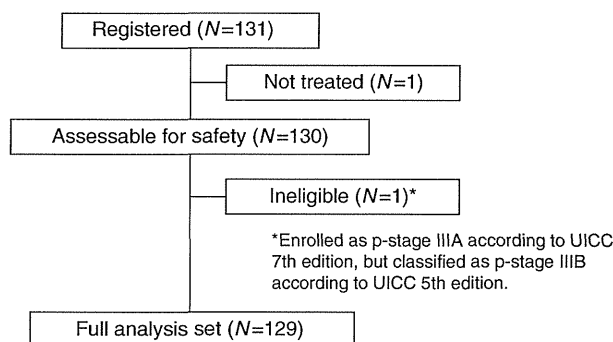 Registered (N=131)
Not treated (N=1)
Assessable for safety (N=130)
Ineligible (N=1)*
*Enrolled as p-stage IIIA according to UICC
7th edition, but classified as p-stage IIIB
according to UICC 5th edition.
Full analysis set (N=129)